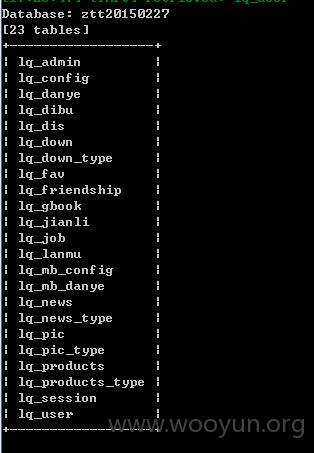 Database: ztt20150227
[23 tables]
+-------------------+
| lq_admin |
| lq_config |
| lq_danye |
| lq_dibu |
| lq_dis |
| lq_down |
| lq_down_type |
| lq_fav |
| lq_friendship |
| lq_gbook |
| lq_jianli |
| lq_job |
| lq_lanmu |
| lq_mb_config |
| lq_mb_danye |
| lq_news |
| lq_news_type |
| lq_pic |
| lq_pic_type |
| lq_products |
| lq_products_type |
| lq_session |
| lq_user |
+-------------------+
www.wooyun.org